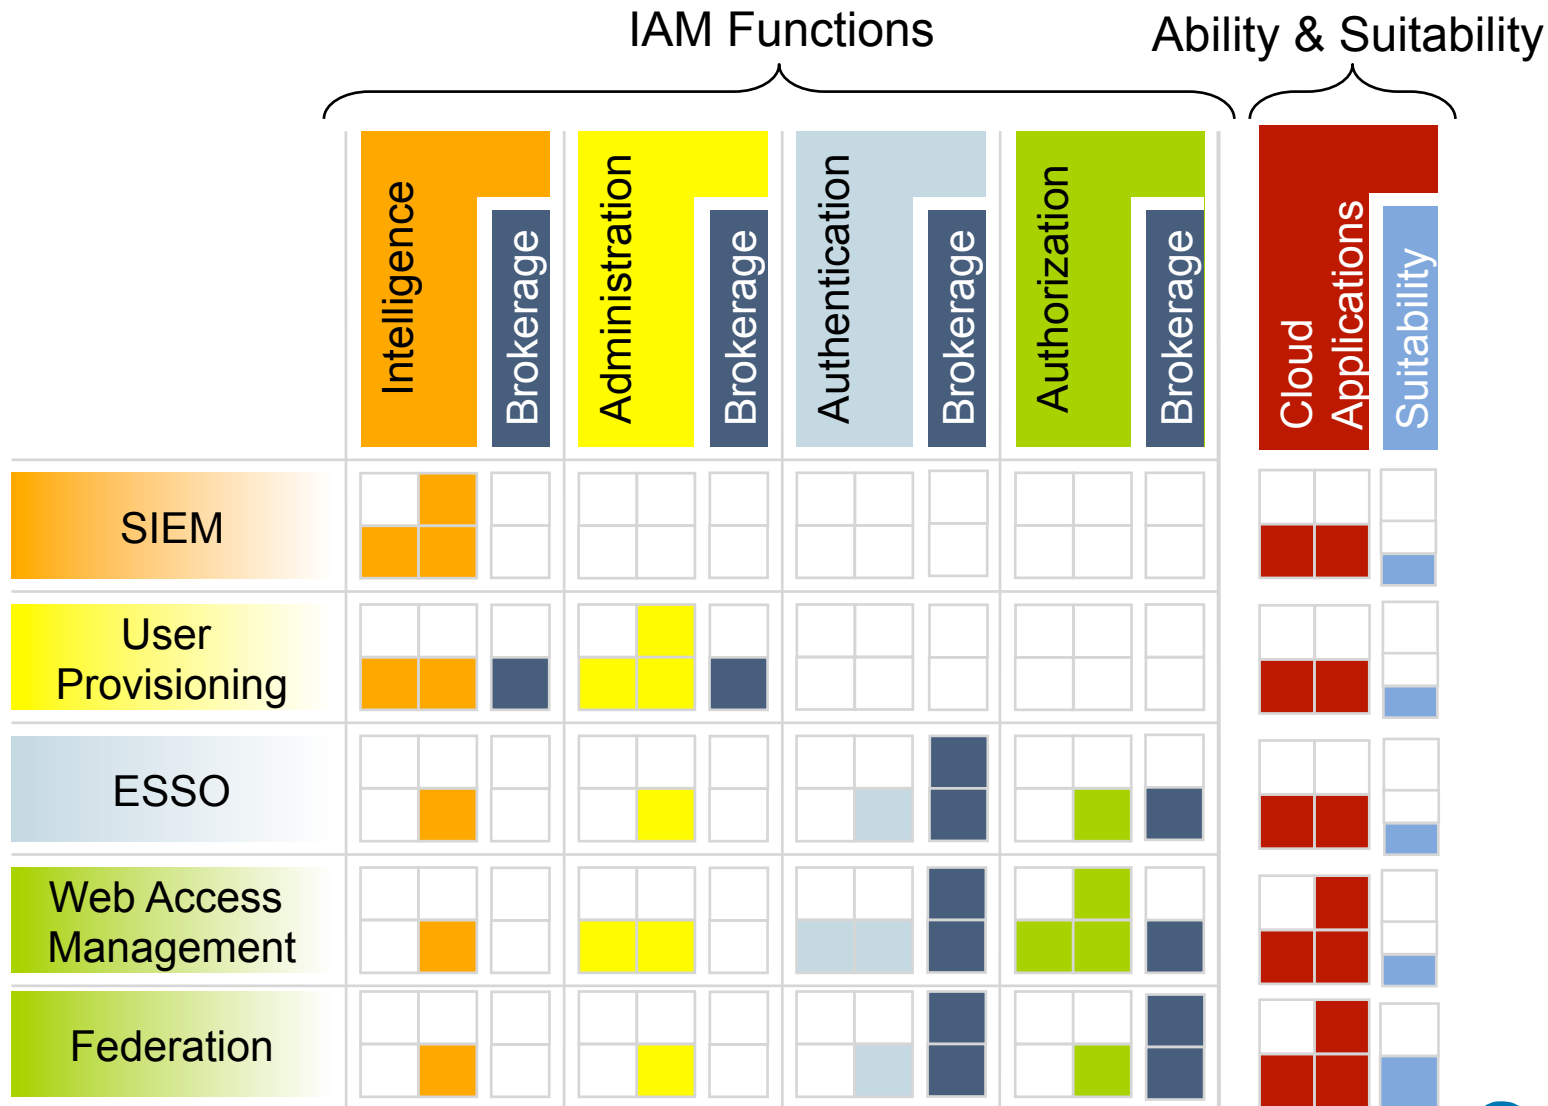 IAM Functions
Ability & Suitability
Intelligence
Brokerage
Administration
Brokerage
Authentication
Brokerage
Authorization
Brokerage
Cloud
Applications
Suitability
SIEM
User
Provisioning
ESSO
Web Access
Management
Federation